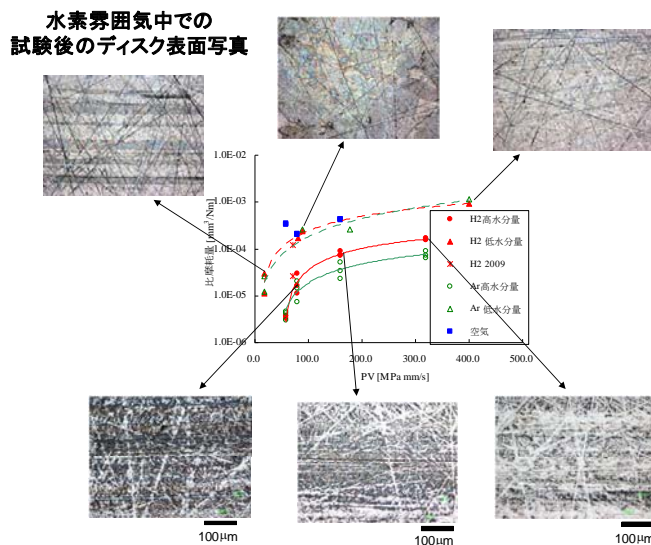 水素雰囲気中での
試験後のディスク表面写真
比摩耗量 [mm³/Nm]
1.0E-02
1.0E-03
1.0E-04
1.0E-05
1.0E-06
0.0
100.0
200.0
300.0
400.0
500.0
PV [MPa mm/s]
H2 高水分量
H2 低水分量
H2 2009
Ar 高水分量
Ar 低水分量
空気
100μm
100μm
100μm